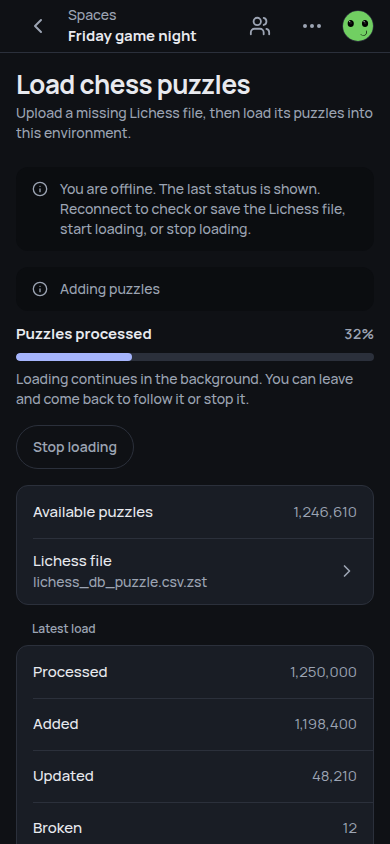 Spaces
Friday game night
Load chess puzzles
Upload a missing Lichess file, then load its puzzles into
this environment.
You are offline. The last status is shown.
Reconnect to check or save the Lichess file,
start loading, or stop loading.
Adding puzzles
Puzzles processed 32%
Loading continues in the background. You can leave
and come back to follow it or stop it.
Stop loading
Available puzzles 1,246,610
Lichess file
lichess_db_puzzle.csv.zst
Latest load
Processed 1,250,000
Added 1,198,400
Updated 48,210
Broken 12